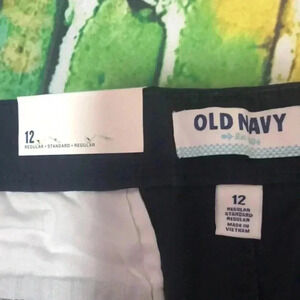 12
REGULAR • STANDARD • REGULAR
OLD NAVY
12
REGULAR
STANDARD
REGULAR
MADE IN
VIETNAM